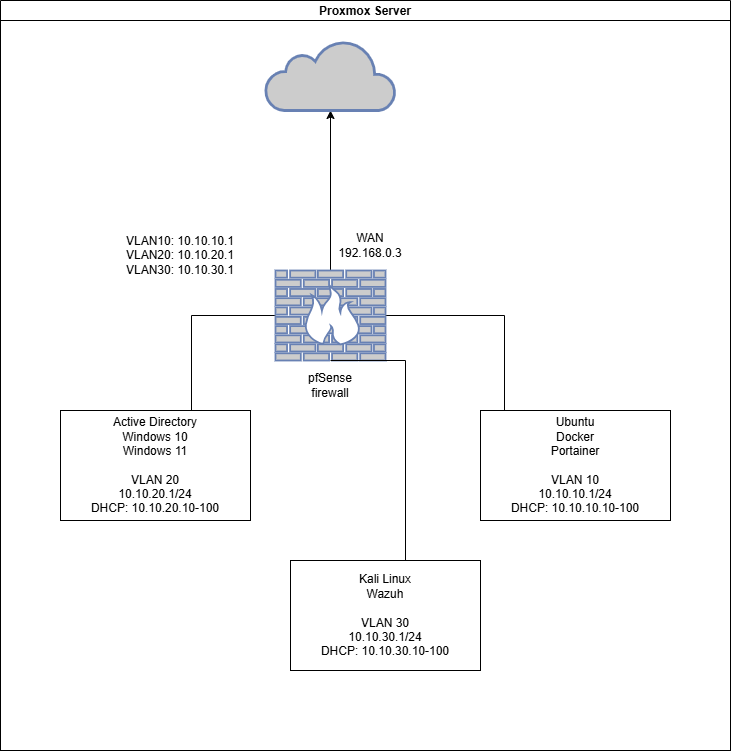 Proxmox Server
VLAN10: 10.10.10.1
VLAN20: 10.10.20.1
VLAN30: 10.10.30.1
WAN
192.168.0.3
pfSense
firewall
Active Directory
Windows 10
Windows 11
VLAN 20
10.10.20.1/24
DHCP: 10.10.20.10-100
Ubuntu
Docker
Portainer
VLAN 10
10.10.10.1/24
DHCP: 10.10.10.10-100
Kali Linux
Wazuh
VLAN 30
10.10.30.1/24
DHCP: 10.10.30.10-100